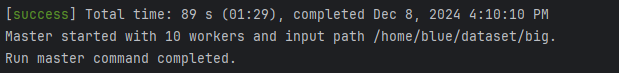 [success] Total time: 89 s (01:29), completed Dec 8, 2024 4:10:10 PM
Master started with 10 workers and input path /home/blue/dataset/big.
Run master command completed.